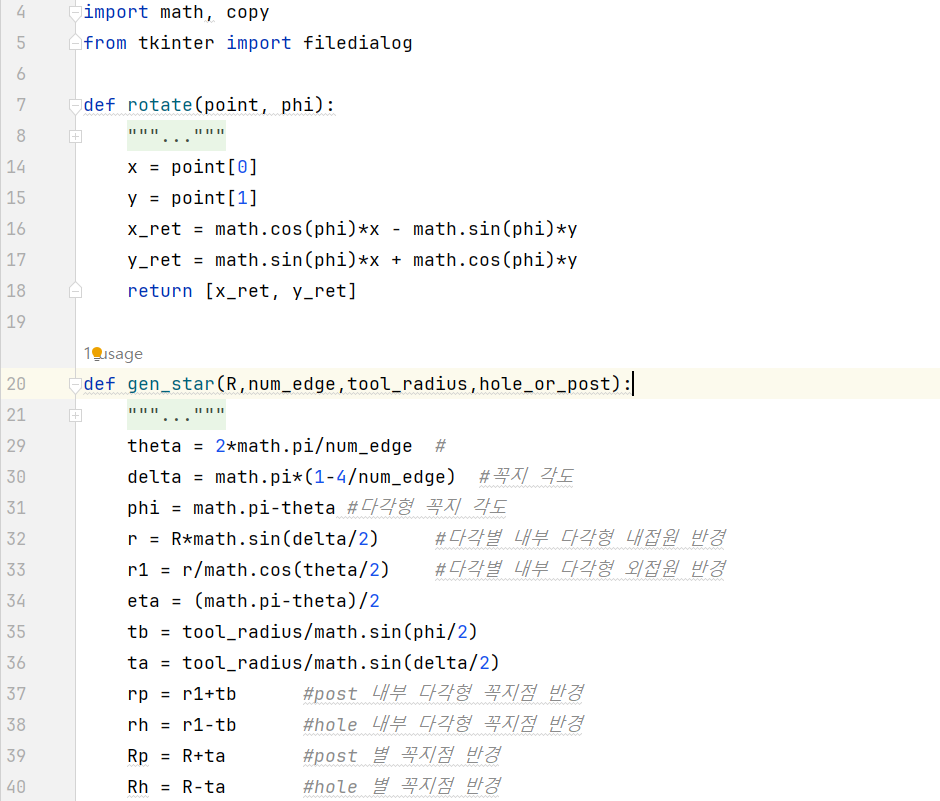 4 import math, copy
5 from tkinter import filedialog
6
7 def rotate(point, phi):
8 """..."""
14 x = point[0]
15 y = point[1]
16 x_ret = math.cos(phi)*x - math.sin(phi)*y
17 y_ret = math.sin(phi)*x + math.cos(phi)*y
18 return [x_ret, y_ret]
19
1 usage
20 def gen_star(R,num_edge,tool_radius,hole_or_post):
21 """..."""
29 theta = 2*math.pi/num_edge #
30 delta = math.pi*(1-4/num_edge) #꼭지 각도
31 phi = math.pi-theta #다각형 꼭지 각도
32 r = R*math.sin(delta/2) #다각별 내부 다각형 내접원 반경
33 r1 = r/math.cos(theta/2) #다각별 내부 다각형 외접원 반경
34 eta = (math.pi-theta)/2
35 tb = tool_radius/math.sin(phi/2)
36 ta = tool_radius/math.sin(delta/2)
37 rp = r1+tb #post 내부 다각형 꼭지점 반경
38 rh = r1-tb #hole 내부 다각형 꼭지점 반경
39 Rp = R+ta #post 별 꼭지점 반경
40 Rh = R-ta #hole 별 꼭지점 반경